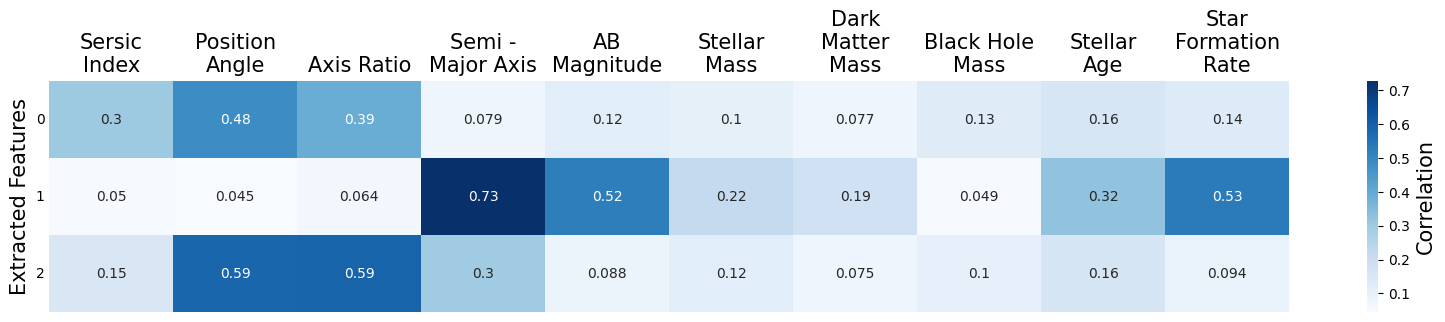 Sersic Index
Position Angle
Axis Ratio
Semi - Major Axis
AB Magnitude
Stellar Mass
Dark Matter Mass
Black Hole Mass
Stellar Age
Star Formation Rate
Extracted Features
0 0.3 0.48 0.39 0.079 0.12 0.1 0.077 0.13 0.16 0.14
1 0.05 0.045 0.064 0.73 0.52 0.22 0.19 0.049 0.32 0.53
2 0.15 0.59 0.59 0.3 0.088 0.12 0.075 0.1 0.16 0.094
0.7
0.6
0.5
0.4
0.3
0.2
0.1
Correlation